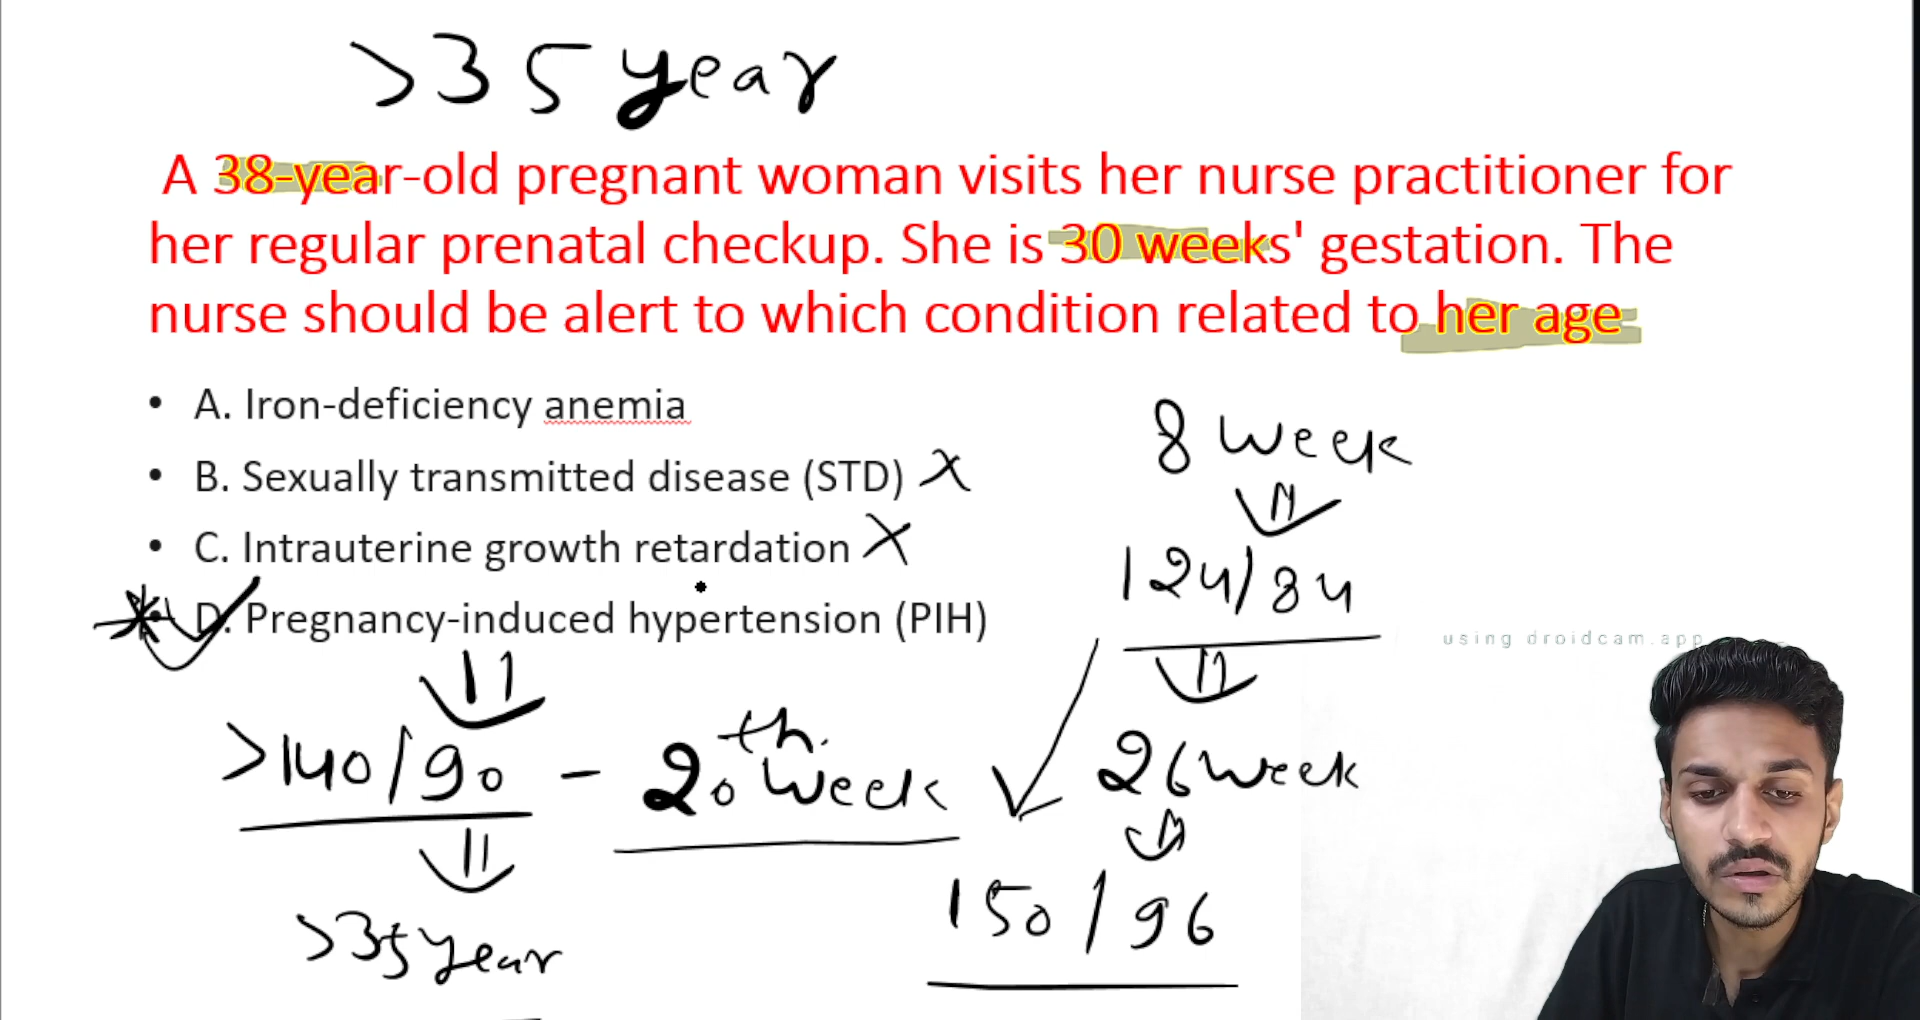 >35 year
A 38-year-old pregnant woman visits her nurse practitioner for
her regular prenatal checkup. She is 30 weeks' gestation. The
nurse should be alert to which condition related to her age
• A. Iron-deficiency anemia
• B. Sexually transmitted disease (STD) X
• C. Intrauterine growth retardation X
• D. Pregnancy-induced hypertension (PIH)
>140/90 - 20th week
>35 year
8 week
124/84
26 week
150/96
using droidcam.app